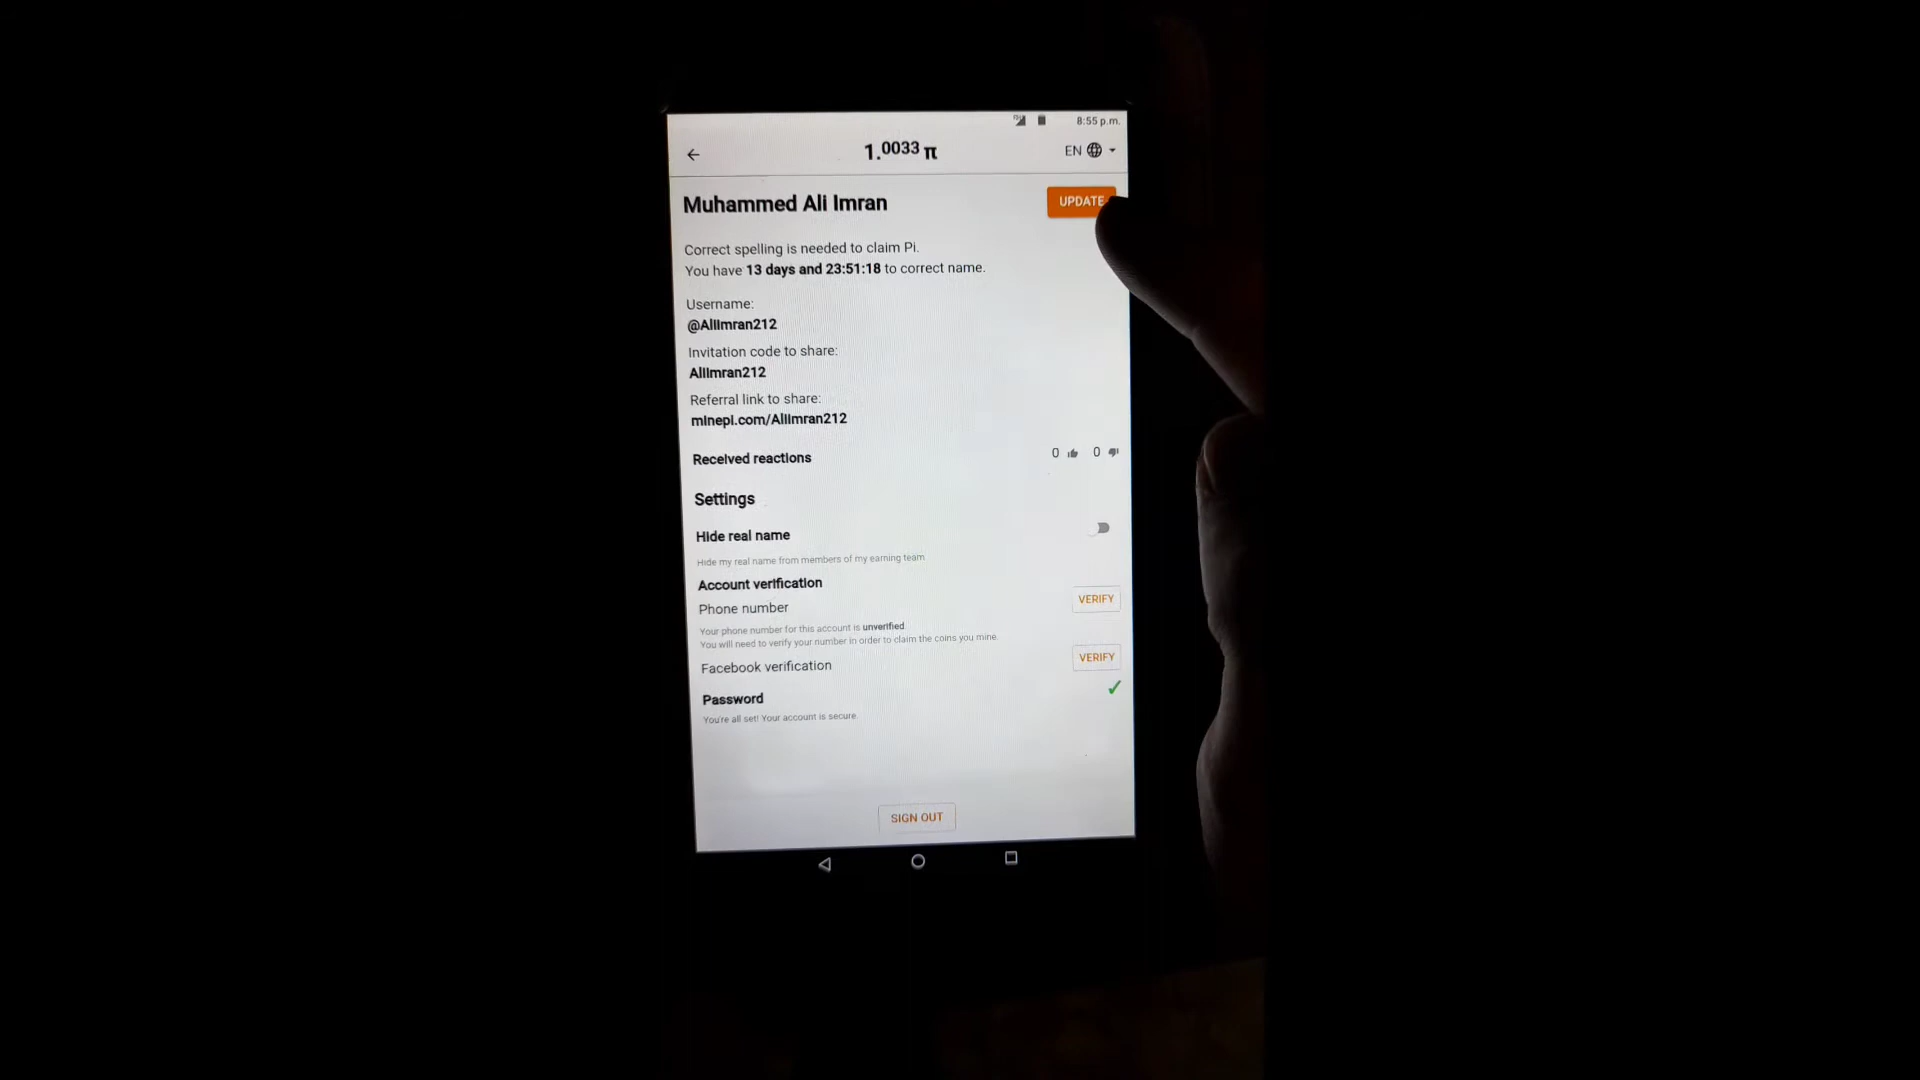 8:55 p.m.
1.0033 π
EN
Muhammed Ali Imran
UPDATE
Correct spelling is needed to claim Pi.
You have 13 days and 23:51:18 to correct name.
Username:
@AliImran212
Invitation code to share:
AliImran212
Referral link to share:
minepi.com/AliImran212
Received reactions
0 0
Settings
Hide real name
Hide my real name from members of my earning team
Account verification
Phone number
VERIFY
Your phone number for this account is unverified.
You will need to verify your number in order to claim the coins you mine.
Facebook verification
VERIFY
Password
You're all set! Your account is secure.
SIGN OUT